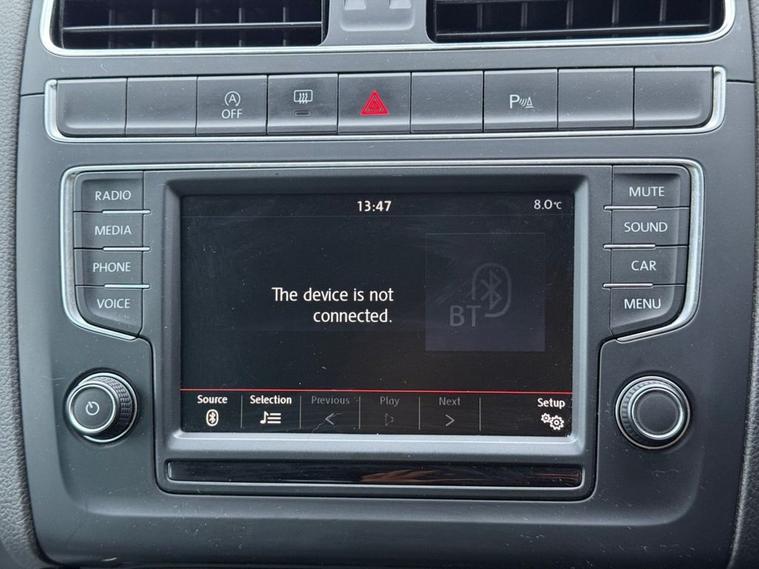 OFF
P
RADIO
MEDIA
PHONE
VOICE
MUTE
SOUND
CAR
MENU
13:47
8.0°C
The device is not
connected.
BT
Source
Selection
Previous
Play
Next
Setup